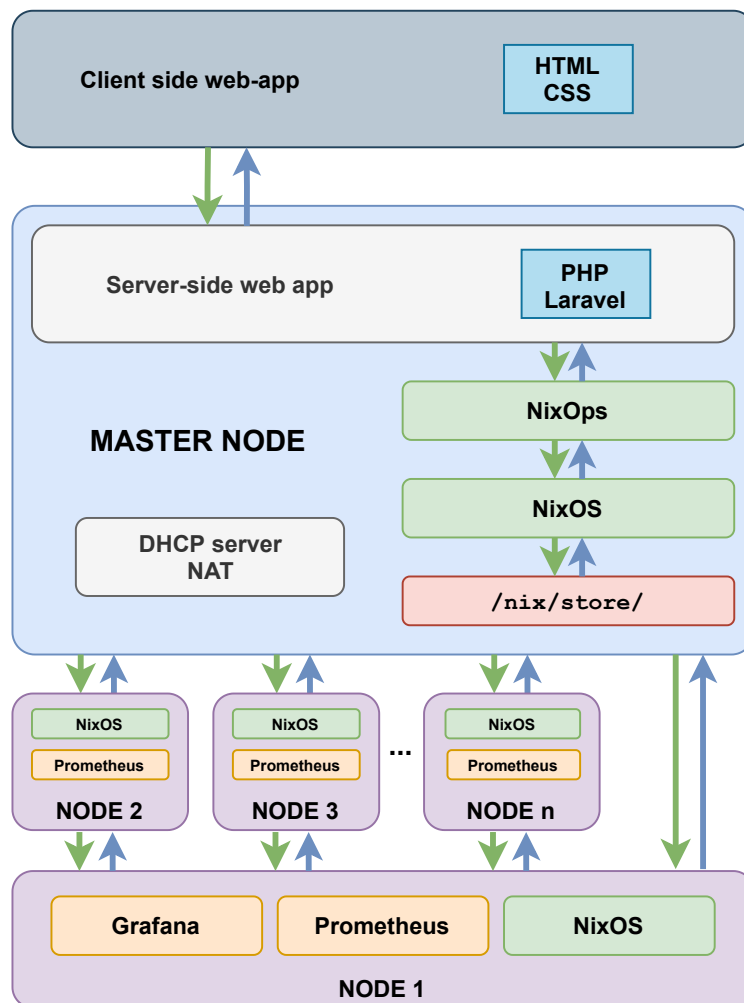 Client side web-app
HTML
CSS
Server-side web app
PHP
Laravel
NixOps
MASTER NODE
NixOS
DHCP server
NAT
/nix/store/
NixOS
Prometheus
NODE 2
NixOS
Prometheus
NODE 3
...
NixOS
Prometheus
NODE n
Grafana
Prometheus
NixOS
NODE 1